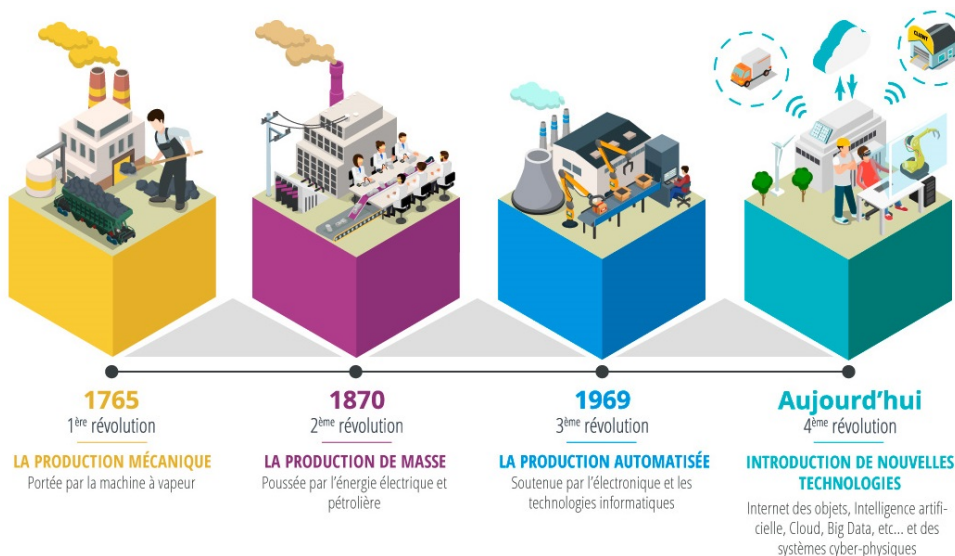 CLIENT
1765
1ère révolution
LA PRODUCTION MÉCANIQUE
Portée par la machine à vapeur
1870
2ème révolution
LA PRODUCTION DE MASSE
Poussée par l'énergie électrique et
pétrolière
1969
3ème révolution
LA PRODUCTION AUTOMATISÉE
Soutenue par l'électronique et les
technologies informatiques
Aujourd'hui
4ème révolution
INTRODUCTION DE NOUVELLES
TECHNOLOGIES
Internet des objets, Intelligence artifi-
cielle, Cloud, Big Data, etc... et des
systèmes cyber-physiques